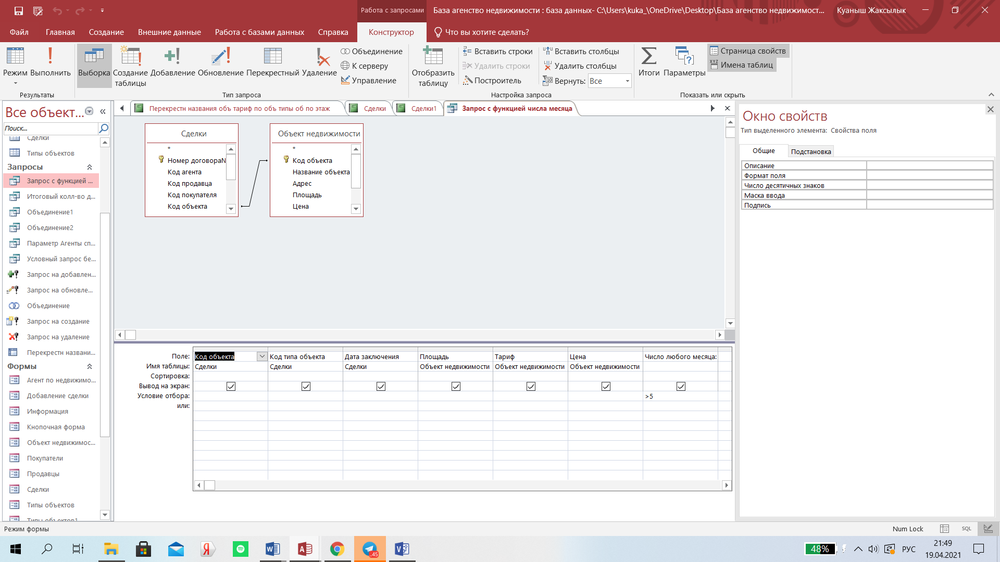 Работа с запросами
База агенство недвижимости : база данных- C:\Users\kuka_\OneDrive\Desktop\База агенство недвижимост...
Куаныш Жаксылык
Файл
Главная
Создание
Внешние данные
Работа с базами данных
Справка
Конструктор
Что вы хотите сделать?
Режим
Выполнить
Выборка
Создание таблицы
Добавление
Обновление
Перекрестный
Удаление
Объединение
К серверу
Управление
Отобразить таблицу
Вставить строки
Удалить строки
Построитель
Вставить столбцы
Удалить столбцы
Вернуть: Все
Итоги
Параметры
Страница свойств
Имена таблиц
Результаты
Тип запроса
Настройка запроса
Показать или скрыть
Все объект...
Поиск...
Сделки
Типы объектов
Запросы
Запрос с функцией ...
Итоговый колл-во д...
Объединение1
Объединение2
Параметр Агенты сп...
Условный запрос бе...
Запрос на добавлен...
Запрос на обновле...
Объединение
Запрос на создание
Запрос на удаление
Перекрестн названи...
Формы
Агент по недвижимо...
Добавление сделки
Информация
Кнопочная форма
Объект недвижимос...
Покупатели
Продавцы
Сделки
Типы объектов
Типы объектов1
Перекрестн названия объ тариф по объ типы об по этаж
Сделки
Сделки1
Запрос с функцией числа месяца
Сделки
*
Номер договораN
Код агента
Код продавца
Код покупателя
Код объекта
Объект недвижимости
*
Код объекта
Название объекта
Адрес
Площадь
Цена
Поле: Код объекта Код типа объекта Дата заключения Площадь Тариф Цена Число любого месяца:
Имя таблицы: Сделки Сделки Сделки Объект недвижимости Объект недвижимости Объект недвижимости
Сортировка:
Вывод на экран:
Условие отбора: >5
или:
Окно свойств
Тип выделенного элемента: Свойства поля
Общие
Подстановка
Описание
Формат поля
Число десятичных знаков
Маска ввода
Подпись
Режим формы
Num Lock
SQL
..45
48%
РУС
21:49
19.04.2021